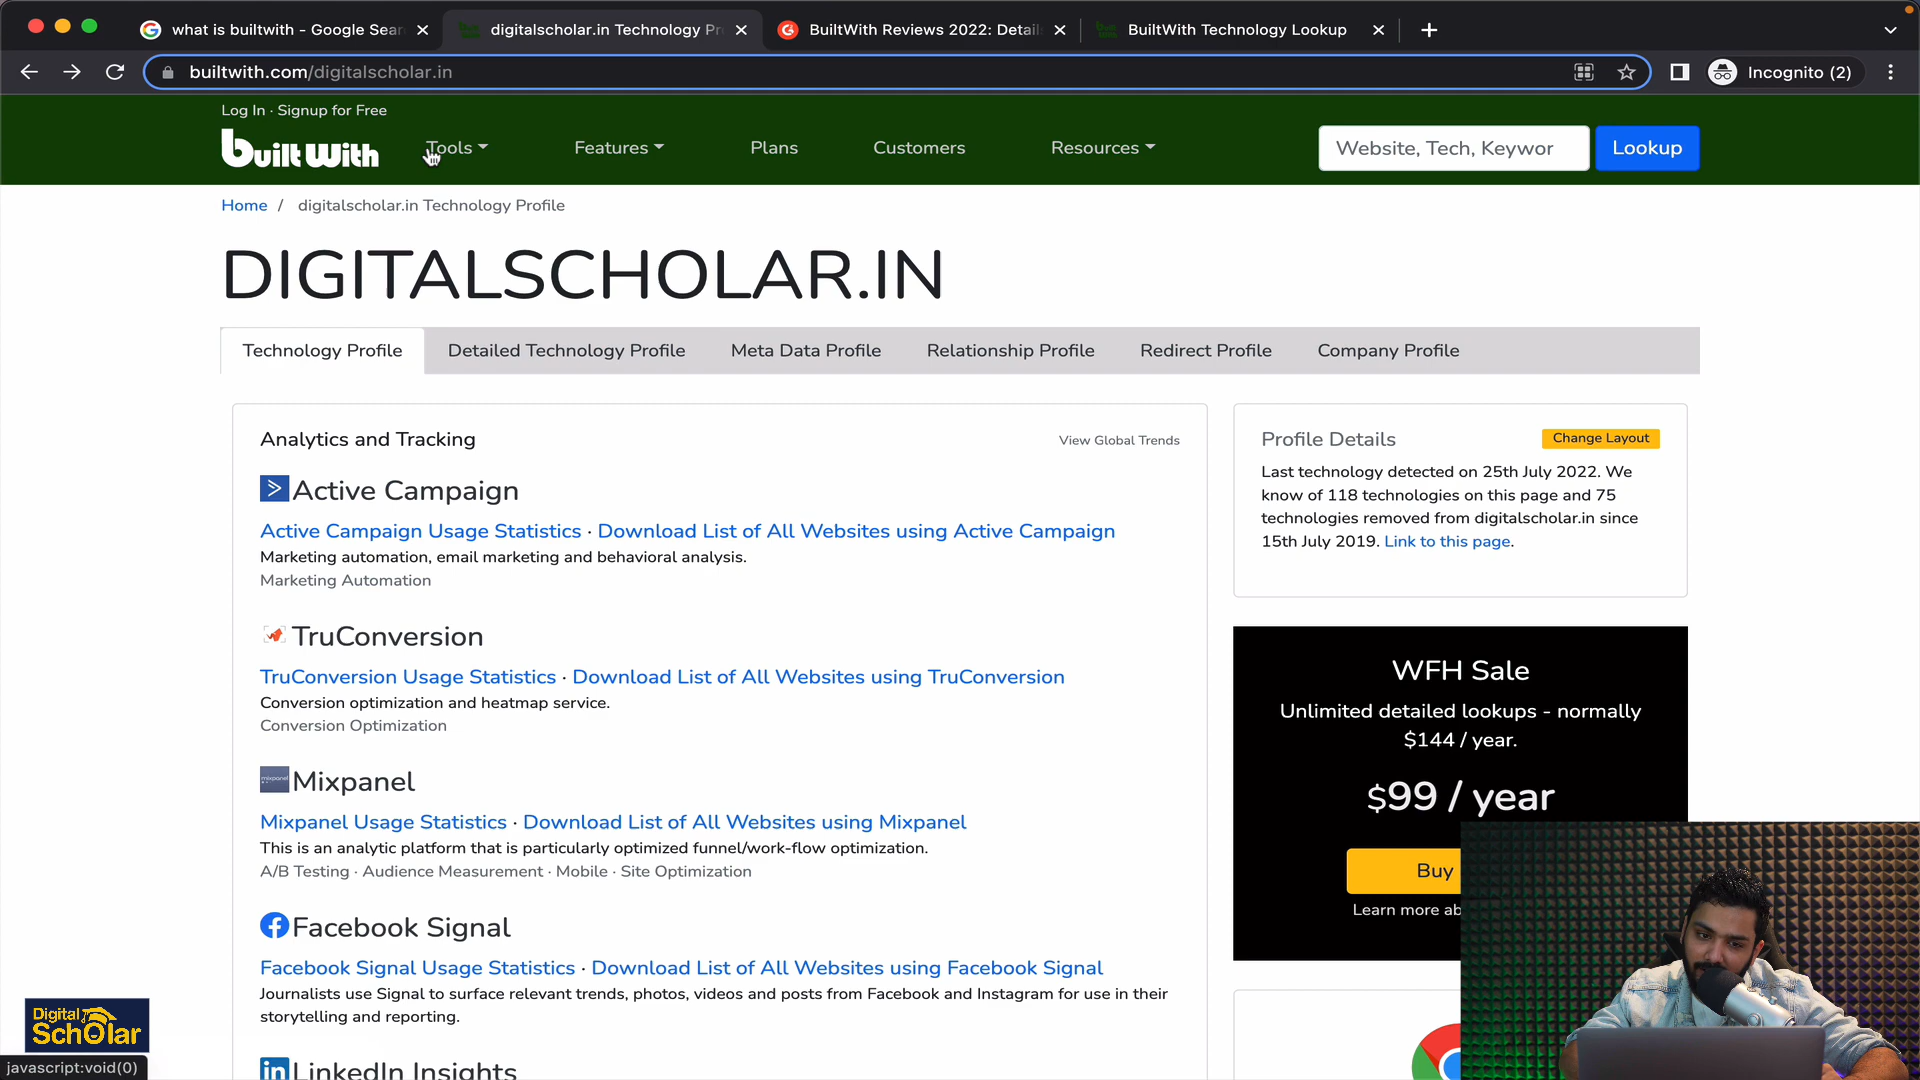 what is builtwith - Google Sear
digitalscholar.in Technology Pr
BuiltWith Reviews 2022: Detail
BuiltWith Technology Lookup
builtwith.com/digitalscholar.in
Incognito (2)
Log In · Signup for Free
built with
Tools
Features
Plans
Customers
Resources
Website, Tech, Keywor
Lookup
Home / digitalscholar.in Technology Profile
DIGITALSCHOLAR.IN
Technology Profile
Detailed Technology Profile
Meta Data Profile
Relationship Profile
Redirect Profile
Company Profile
Analytics and Tracking
View Global Trends
Active Campaign
Active Campaign Usage Statistics · Download List of All Websites using Active Campaign
Marketing automation, email marketing and behavioral analysis.
Marketing Automation
TruConversion
TruConversion Usage Statistics · Download List of All Websites using TruConversion
Conversion optimization and heatmap service.
Conversion Optimization
mixpanel
Mixpanel
Mixpanel Usage Statistics · Download List of All Websites using Mixpanel
This is an analytic platform that is particularly optimized funnel/work-flow optimization.
A/B Testing · Audience Measurement · Mobile · Site Optimization
Facebook Signal
Facebook Signal Usage Statistics · Download List of All Websites using Facebook Signal
Journalists use Signal to surface relevant trends, photos, videos and posts from Facebook and Instagram for use in their
storytelling and reporting.
in
LinkedIn Insights
Profile Details
Change Layout
Last technology detected on 25th July 2022. We
know of 118 technologies on this page and 75
technologies removed from digitalscholar.in since
15th July 2019. Link to this page.
WFH Sale
Unlimited detailed lookups - normally
$144 / year.
$99 / year
Buy
Learn more ab
Digital
Scholar
javascript:void(0)